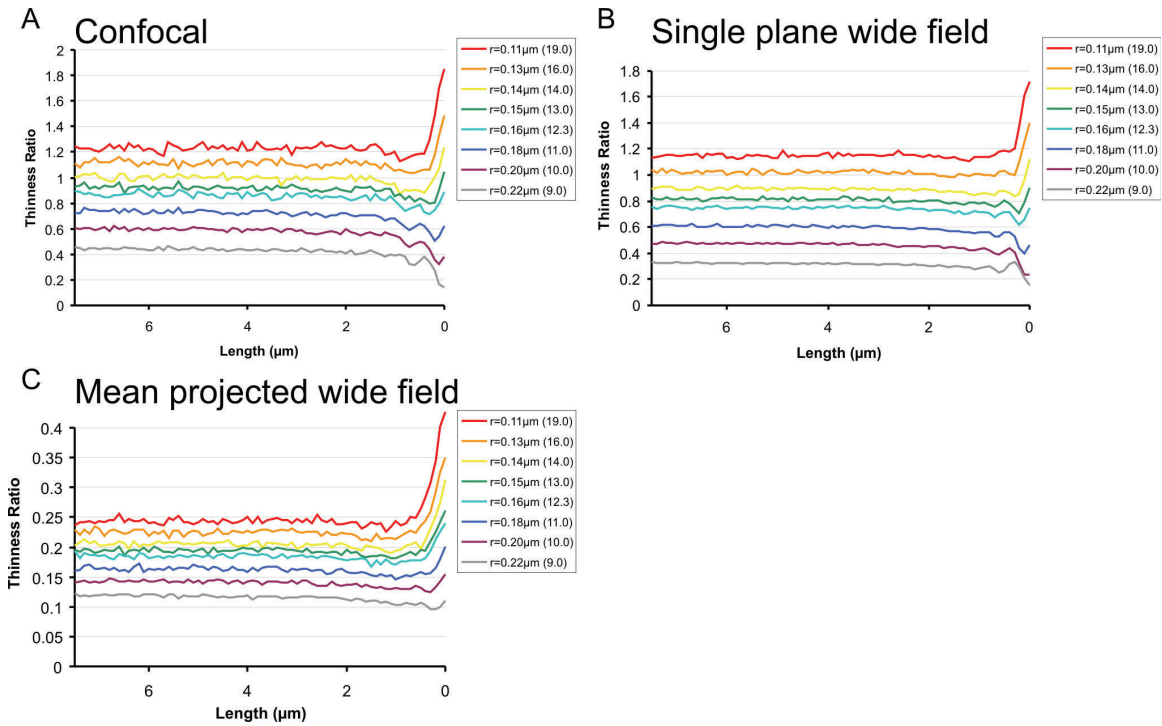 A
Confocal
Thinness Ratio
2
1.8
1.6
1.4
1.2
1
0.8
0.6
0.4
0.2
0
6
4
2
0
Length (µm)
r=0.11µm (19.0)
r=0.13µm (16.0)
r=0.14µm (14.0)
r=0.15µm (13.0)
r=0.16µm (12.3)
r=0.18µm (11.0)
r=0.20µm (10.0)
r=0.22µm (9.0)
B
Single plane wide field
Thinness Ratio
1.8
1.6
1.4
1.2
1
0.8
0.6
0.4
0.2
0
6
4
2
0
Length (µm)
r=0.11µm (19.0)
r=0.13µm (16.0)
r=0.14µm (14.0)
r=0.15µm (13.0)
r=0.16µm (12.3)
r=0.18µm (11.0)
r=0.20µm (10.0)
r=0.22µm (9.0)
C
Mean projected wide field
Thinness Ratio
0.4
0.35
0.3
0.25
0.2
0.15
0.1
0.05
0
6
4
2
0
Length (µm)
r=0.11µm (19.0)
r=0.13µm (16.0)
r=0.14µm (14.0)
r=0.15µm (13.0)
r=0.16µm (12.3)
r=0.18µm (11.0)
r=0.20µm (10.0)
r=0.22µm (9.0)